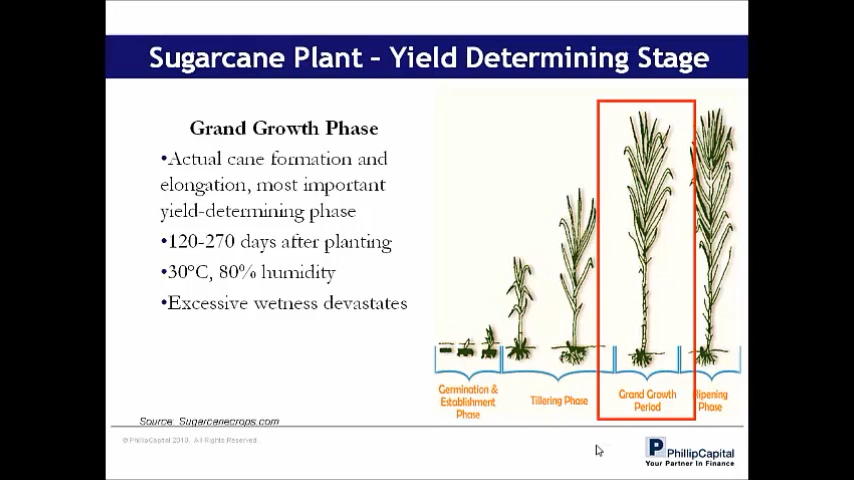 Sugarcane Plant – Yield Determining Stage
Grand Growth Phase
•Actual cane formation and
elongation, most important
yield-determining phase
•120-270 days after planting
•30°C, 80% humidity
•Excessive wetness devastates
Germination &
Establishment
Phase
Tillering Phase
Grand Growth
Period
Ripening
Phase
Source: Sugarcanecrops.com
© PhillipCapital 2010. All Rights Reserved.
P PhillipCapital
Your Partner In Finance